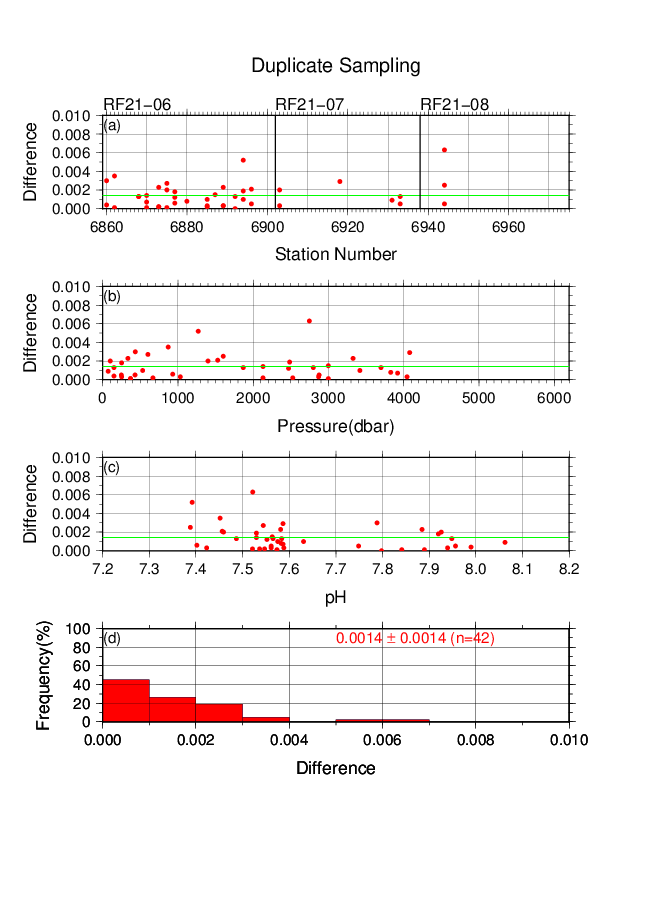 Duplicate Sampling
RF21−06 RF21−07 RF21−08
(a)
Difference
0.010
0.008
0.006
0.004
0.002
0.000
6860 6880 6900 6920 6940 6960
Station Number
(b)
Difference
0.010
0.008
0.006
0.004
0.002
0.000
0 1000 2000 3000 4000 5000 6000
Pressure(dbar)
(c)
Difference
0.010
0.008
0.006
0.004
0.002
0.000
7.2 7.3 7.4 7.5 7.6 7.7 7.8 7.9 8.0 8.1 8.2
pH
(d)
0.0014 ± 0.0014 (n=42)
Frequency(%)
100
80
60
40
20
0
0.000 0.002 0.004 0.006 0.008 0.010
Difference